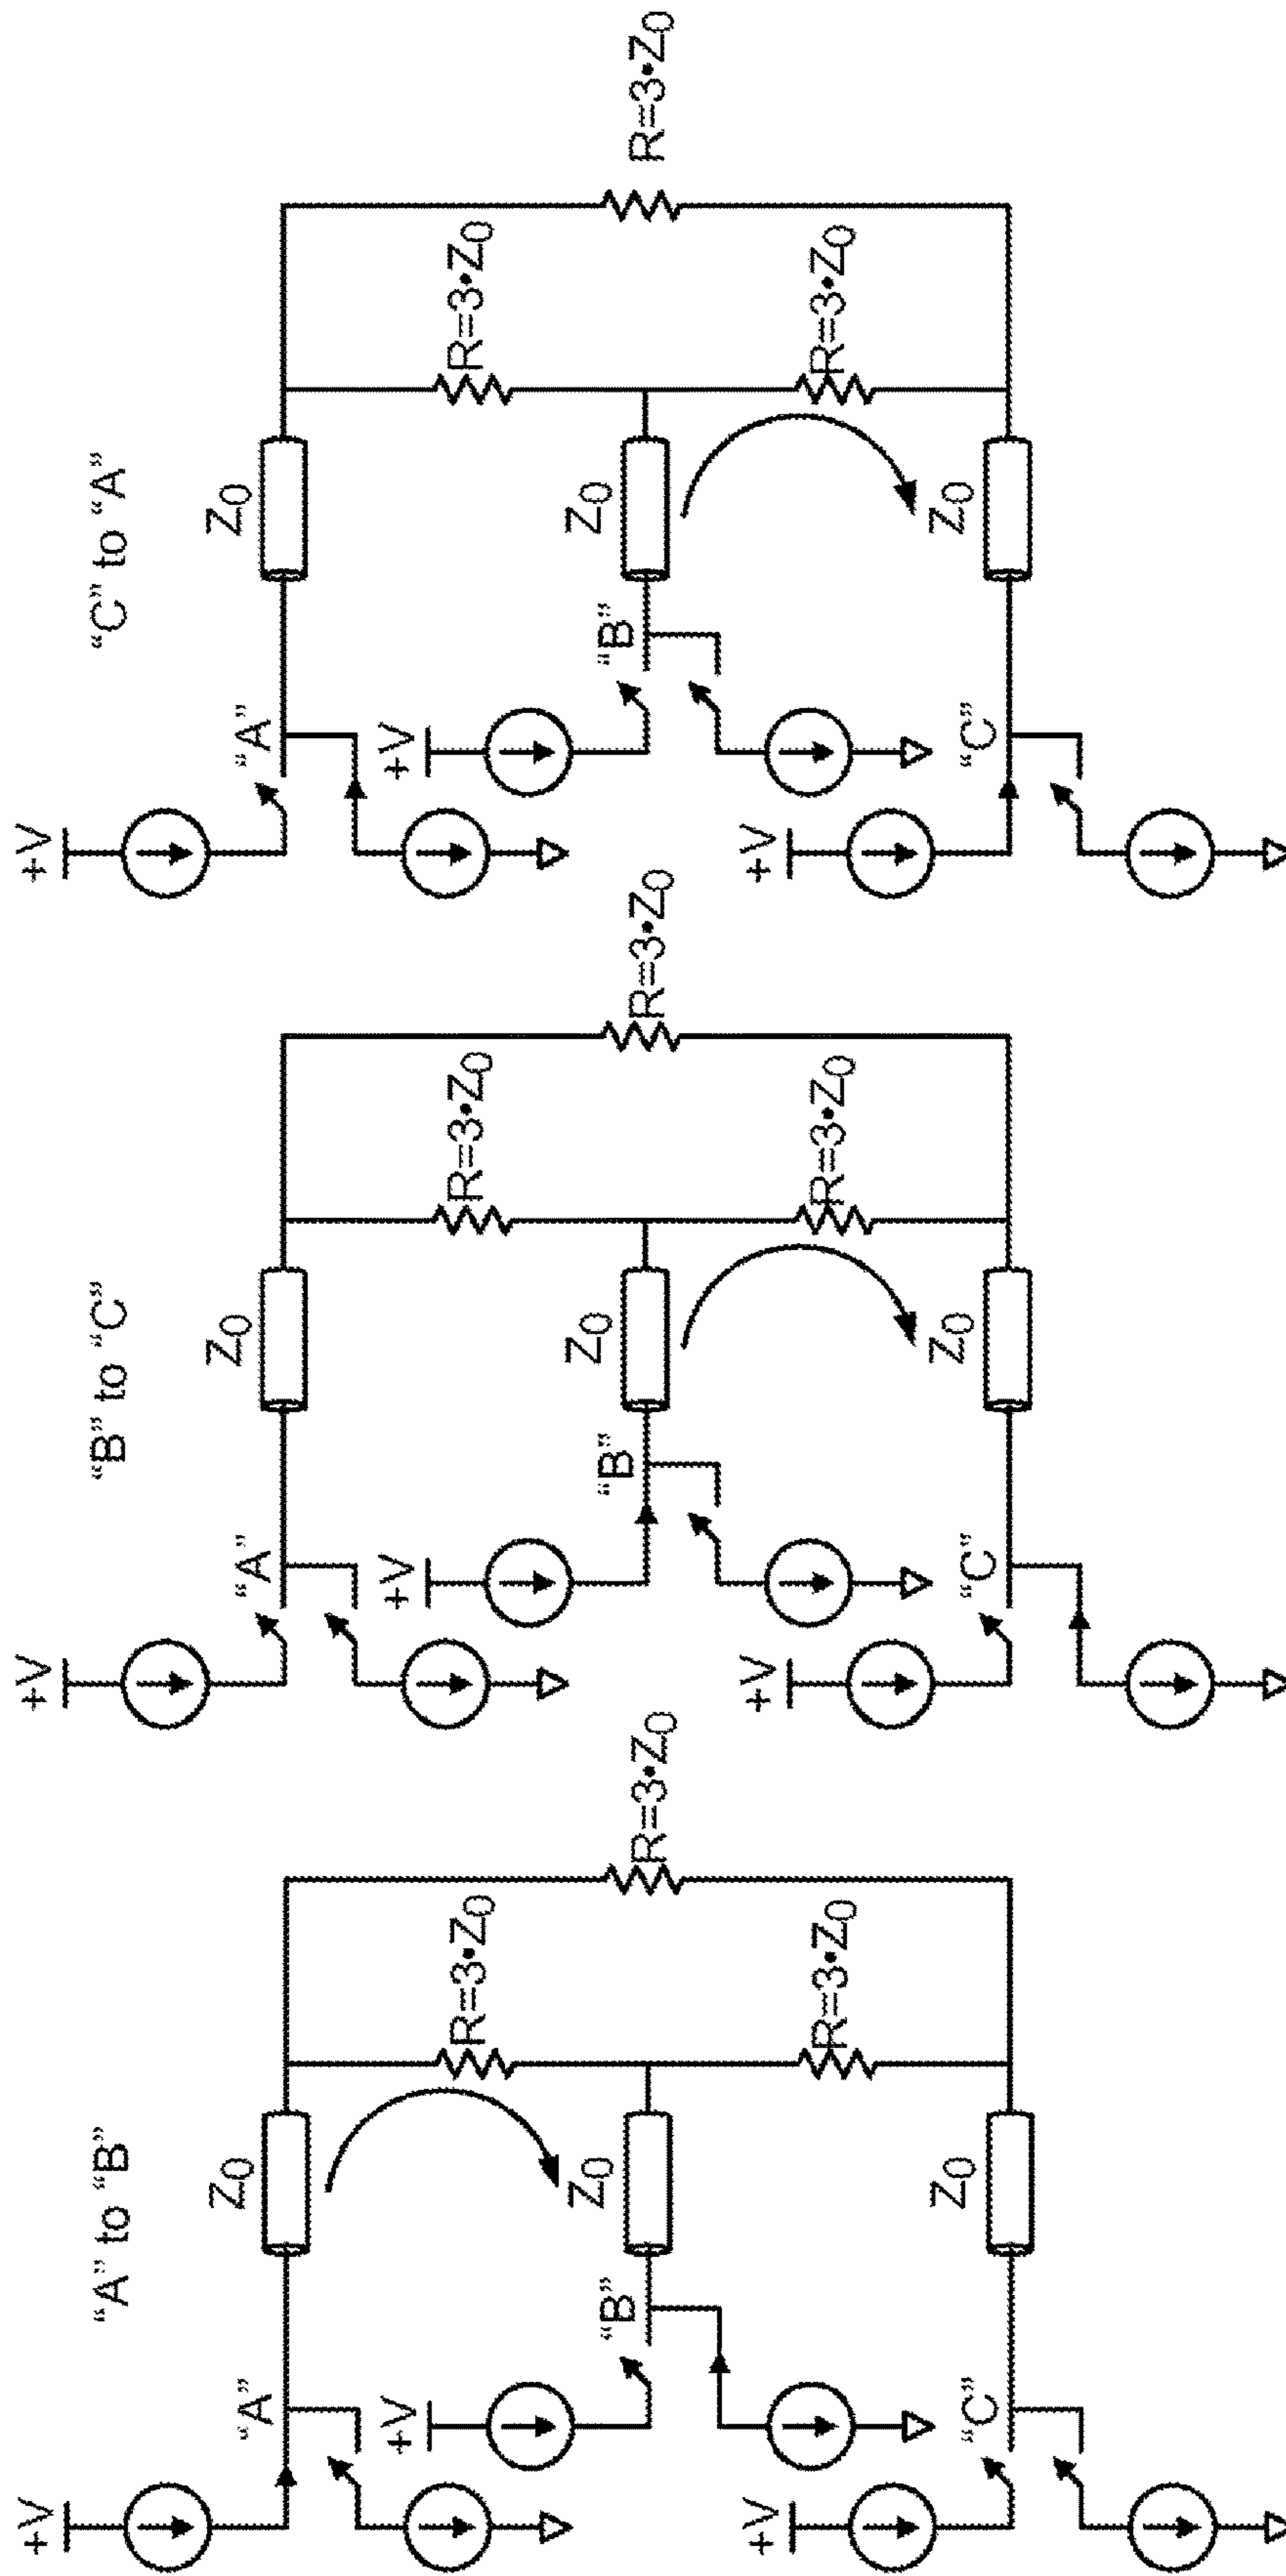 “A” to “B”
+V
“A”
Z0
+V
R=3•Z0
“B”
Z0
R=3•Z0
+V
R=3•Z0
“C”
Z0
“B” to “C”
+V
“A”
Z0
+V
R=3•Z0
“B”
Z0
R=3•Z0
+V
R=3•Z0
“C”
Z0
“C” to “A”
+V
“A”
Z0
+V
R=3•Z0
“B”
Z0
R=3•Z0
+V
R=3•Z0
“C”
Z0